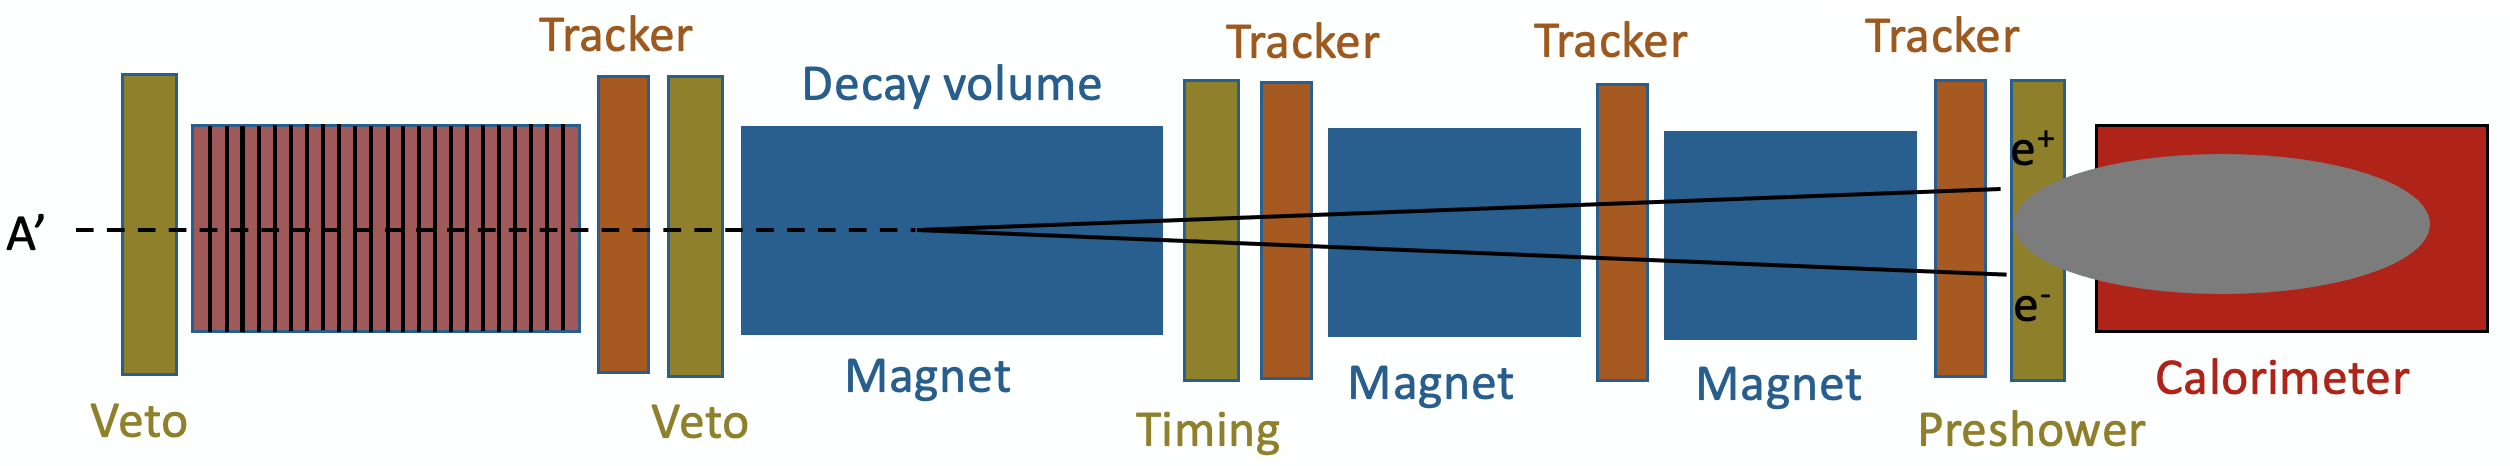 Tracker
Tracker
Tracker
Tracker
Decay volume
A’
e+
e-
Magnet
Magnet
Magnet
Calorimeter
Veto
Veto
Timing
Preshower